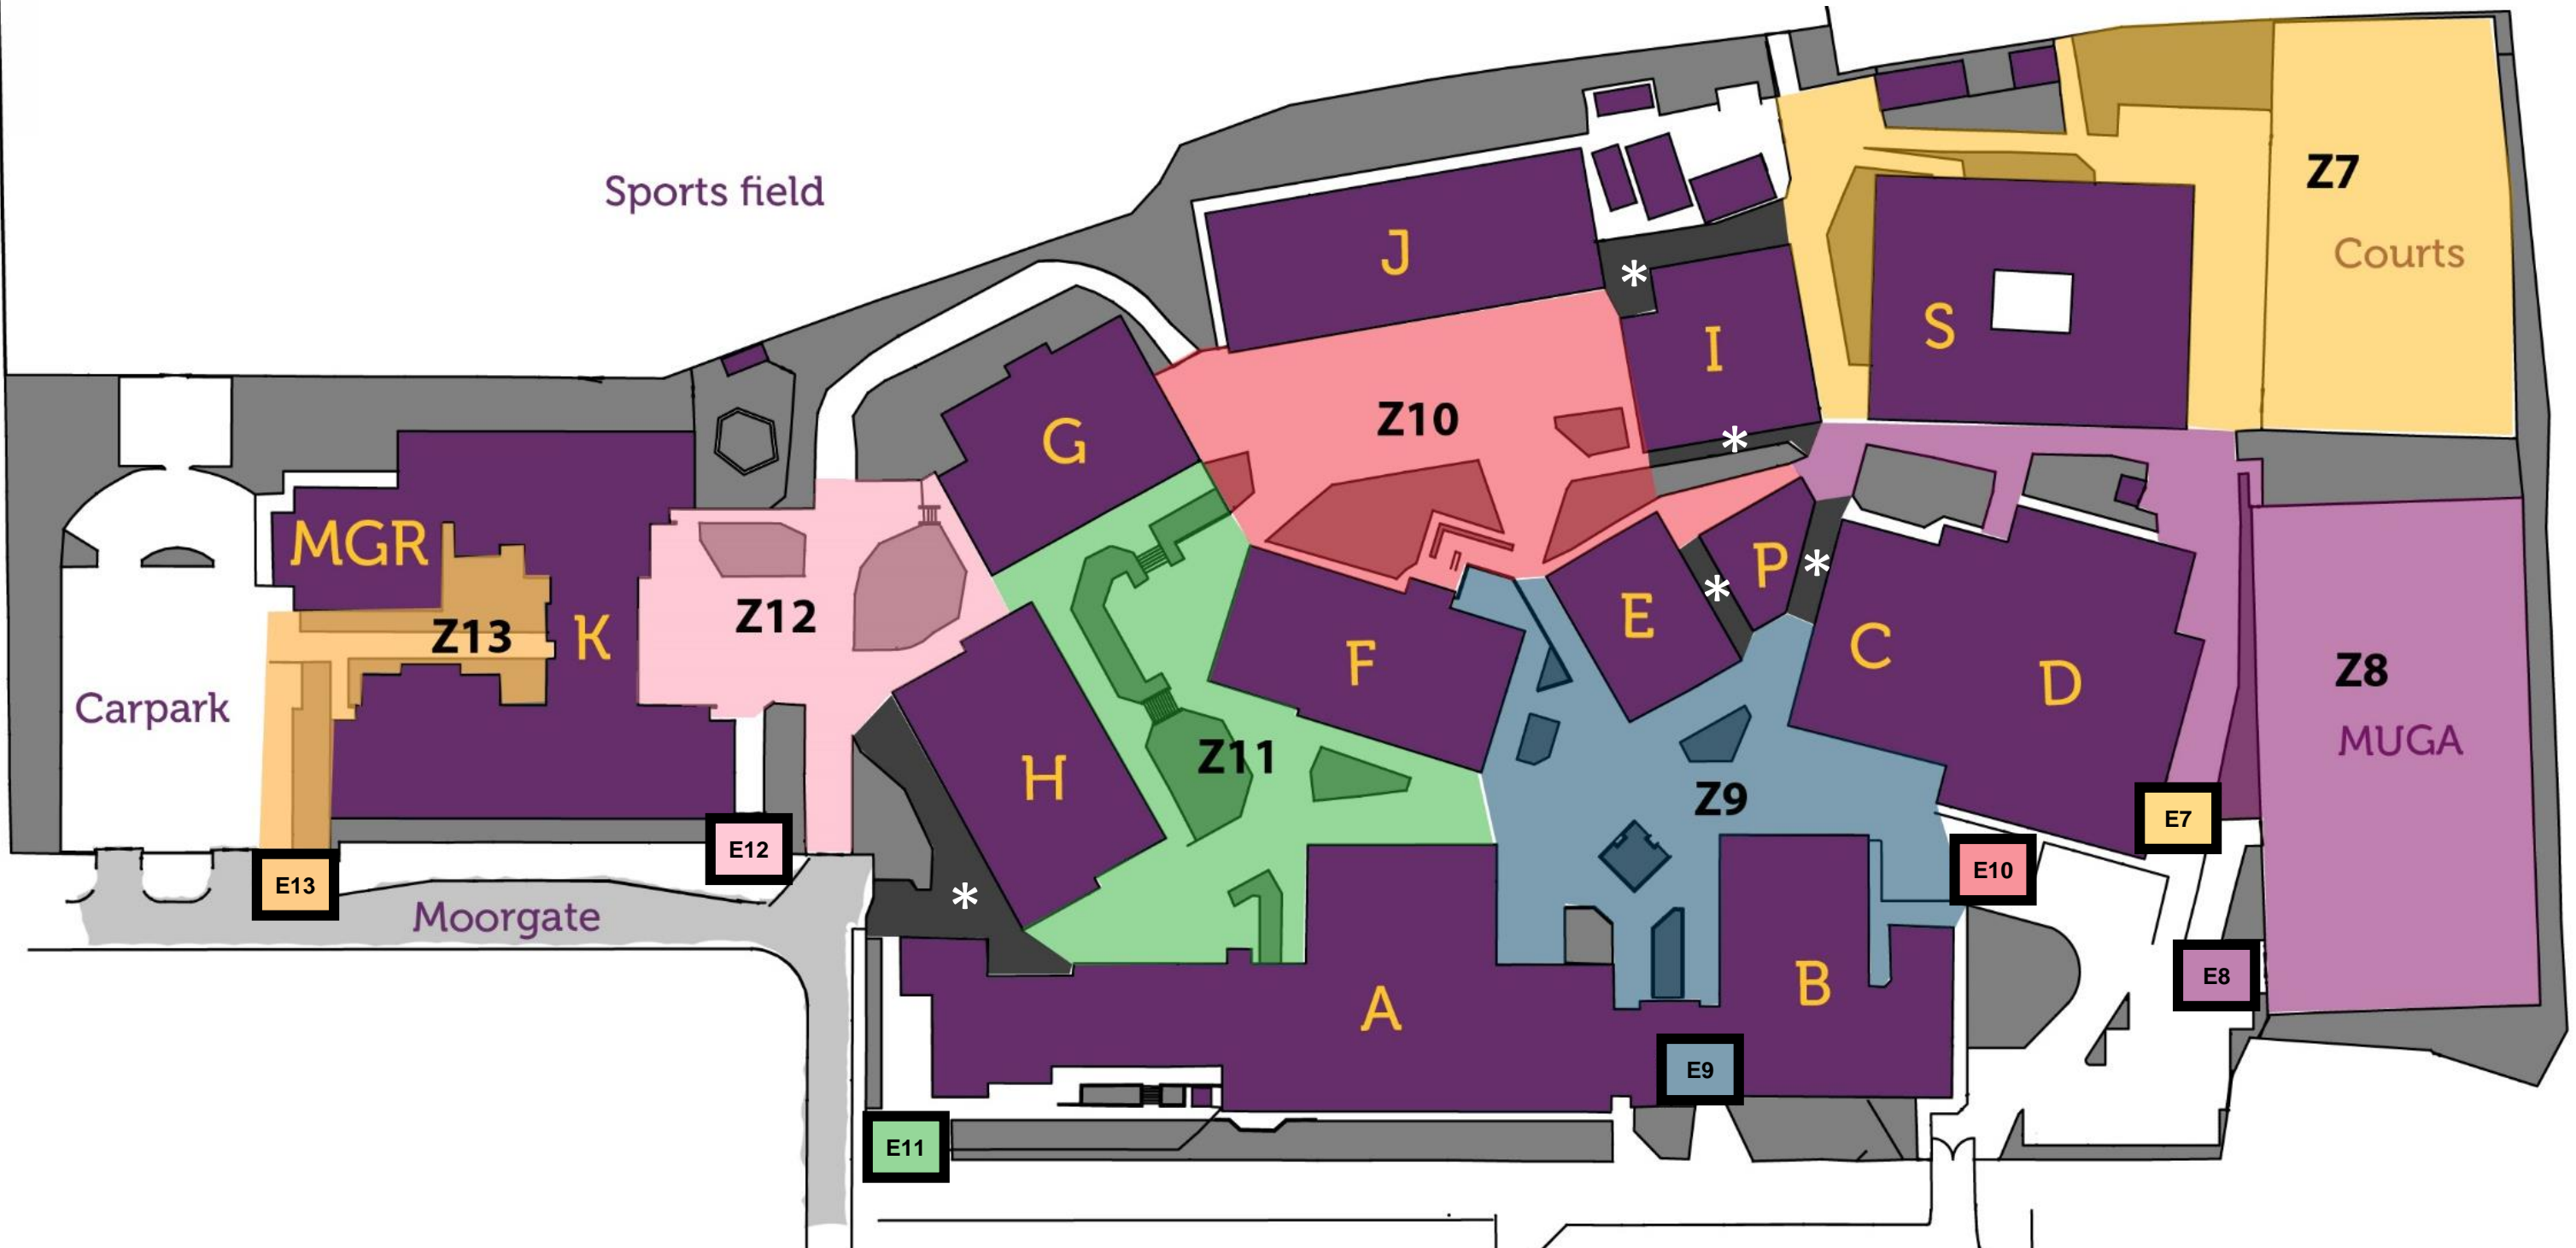 Z7
Sports field
J
*
Courts
S
I
Z10
*
G
MGR
P
*
*
Z12
E
Z13
K
C
F
Z8
D
Carpark
MUGA
Z11
H
Z9
E7
E12
E10
E13
*
Moorgate
E8
B
A
E9
E11